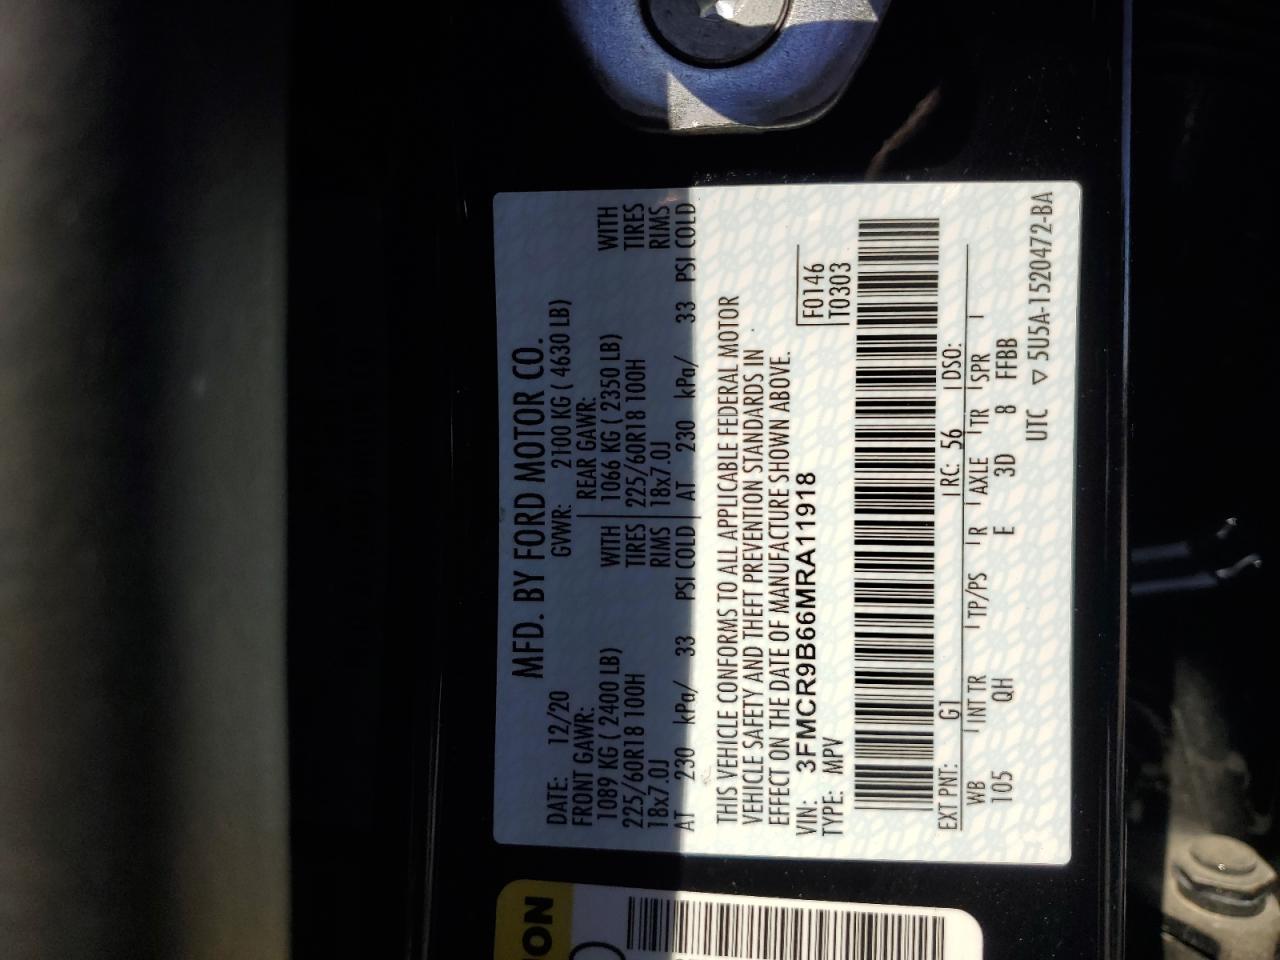 MFD. BY FORD MOTOR CO.
DATE: 12/20 GVWR: 2100 KG ( 4630 LB)
FRONT GAWR: REAR GAWR:
1089 KG ( 2400 LB) WITH 1066 KG ( 2350 LB) WITH
225/60R18 100H TIRES 225/60R18 100H TIRES
18x7.0J RIMS 18x7.0J RIMS
AT 230 kPa/ 33 PSI COLD AT 230 kPa/ 33 PSI COLD
THIS VEHICLE CONFORMS TO ALL APPLICABLE FEDERAL MOTOR
VEHICLE SAFETY AND THEFT PREVENTION STANDARDS IN
EFFECT ON THE DATE OF MANUFACTURE SHOWN ABOVE.
VIN: 3FMCR9B66MRA11918 F0146
TYPE: MPV T0303
EXT PNT: G1 RC: 56 DSO:
WB INT TR TP/PS R AXLE TR SPR
105 QH E 3D 8 FFBB
UTC ▽ 5U5A-1520472-BA